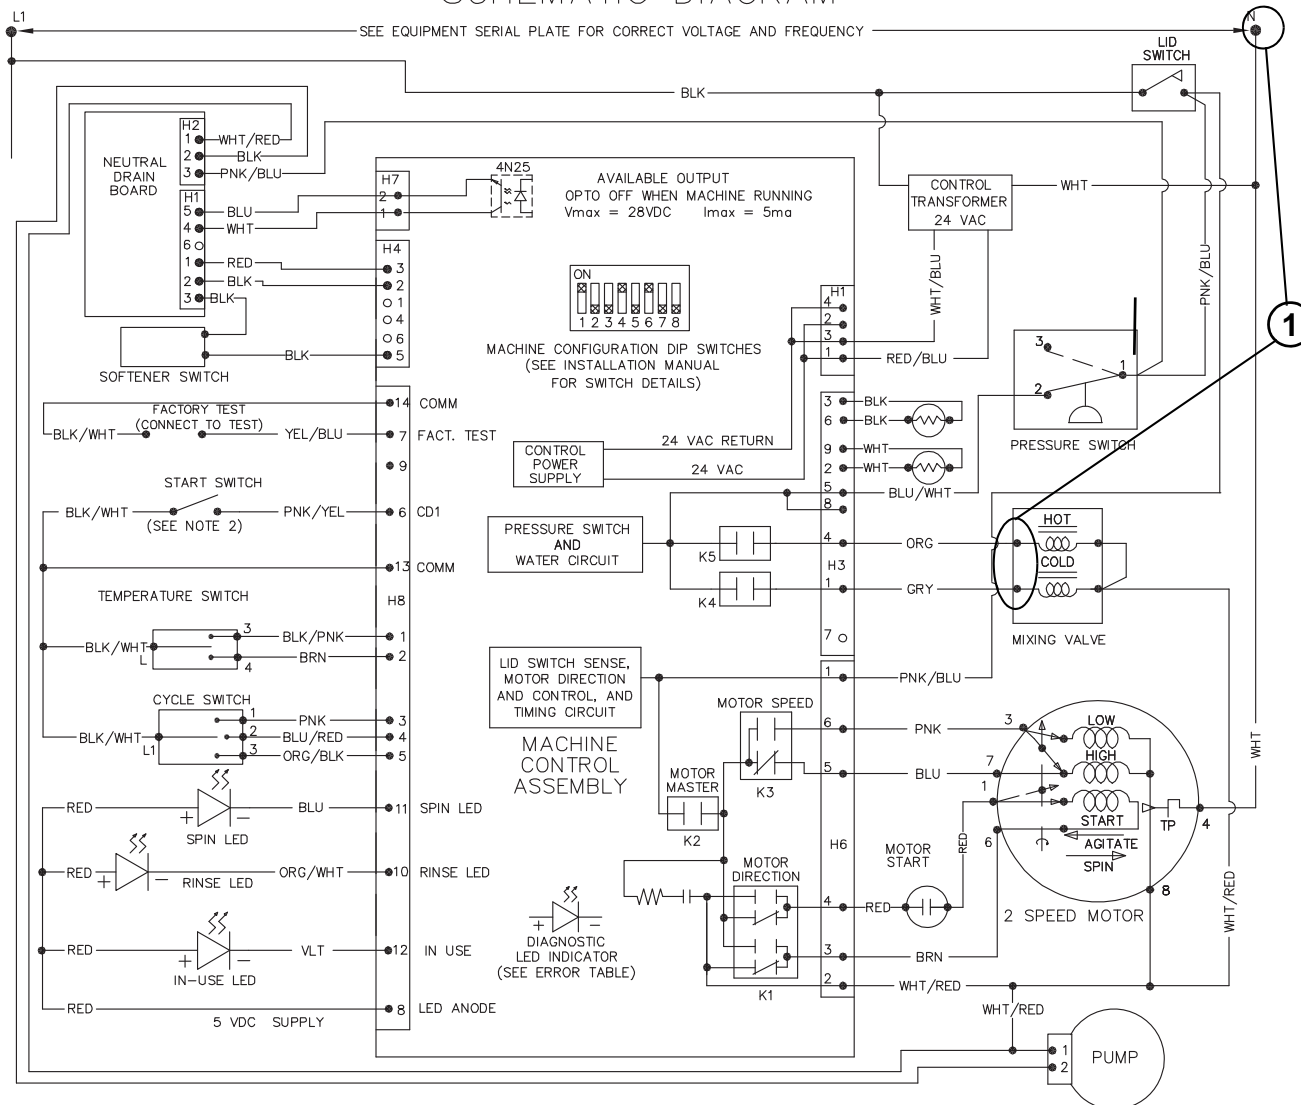 SCHEMATIC DIAGRAM
L1
N
SEE EQUIPMENT SERIAL PLATE FOR CORRECT VOLTAGE AND FREQUENCY
LID
SWITCH
BLK
H2
1 WHT/RED
2 BLK
3 PNK/BLU
NEUTRAL
DRAIN
BOARD
H1
5 BLU
4 WHT
6
1 RED
2 BLK
3 BLK
SOFTENER SWITCH
BLK
H7
2
1
4N25
AVAILABLE OUTPUT
OPTO OFF WHEN MACHINE RUNNING
Vmax = 28VDC Imax = 5ma
H4
3
2
1
4
6
5
ON
1 2 3 4 5 6 7 8
MACHINE CONFIGURATION DIP SWITCHES
(SEE INSTALLATION MANUAL
FOR SWITCH DETAILS)
CONTROL
TRANSFORMER
24 VAC
WHT
WHT/BLU
PNK/BLU
1
H1
4
2
3
1 RED/BLU
3
1
2
PRESSURE SWITCH
FACTORY TEST
(CONNECT TO TEST)
BLK/WHT YEL/BLU
14 COMM
7 FACT. TEST
9
START SWITCH
BLK/WHT PNK/YEL 6 CD1
(SEE NOTE 2)
13 COMM
H8
TEMPERATURE SWITCH
BLK/WHT
L
3 BLK/PNK 1
4 BRN 2
CYCLE SWITCH
BLK/WHT
L1
1 PNK 3
2 BLU/RED 4
3 ORG/BLK 5
RED + - BLU 11 SPIN LED
SPIN LED
RED + - RINSE LED ORG/WHT 10 RINSE LED
RED + - VLT 12 IN USE
IN-USE LED
RED 8 LED ANODE
5 VDC SUPPLY
CONTROL
POWER
SUPPLY
24 VAC RETURN
24 VAC
3 BLK
6 BLK
9 WHT
2 WHT
5 BLU/WHT
8
4 ORG
H3
1 GRY
7
PRESSURE SWITCH
AND
WATER CIRCUIT
K5
K4
HOT
COLD
MIXING VALVE
LID SWITCH SENSE,
MOTOR DIRECTION
AND CONTROL, AND
TIMING CIRCUIT
MACHINE
CONTROL
ASSEMBLY
MOTOR SPEED
K3
MOTOR
MASTER
K2
MOTOR
DIRECTION
K1
+ -
DIAGNOSTIC
LED INDICATOR
(SEE ERROR TABLE)
1 PNK/BLU
6 PNK
5 BLU
H6
4 RED
3 BRN
2 WHT/RED
MOTOR
START
RED
3
7
1
6
LOW
HIGH
START
AGITATE
SPIN
TP
4
8
2 SPEED MOTOR
WHT
WHT/RED
WHT/RED
1
2
PUMP